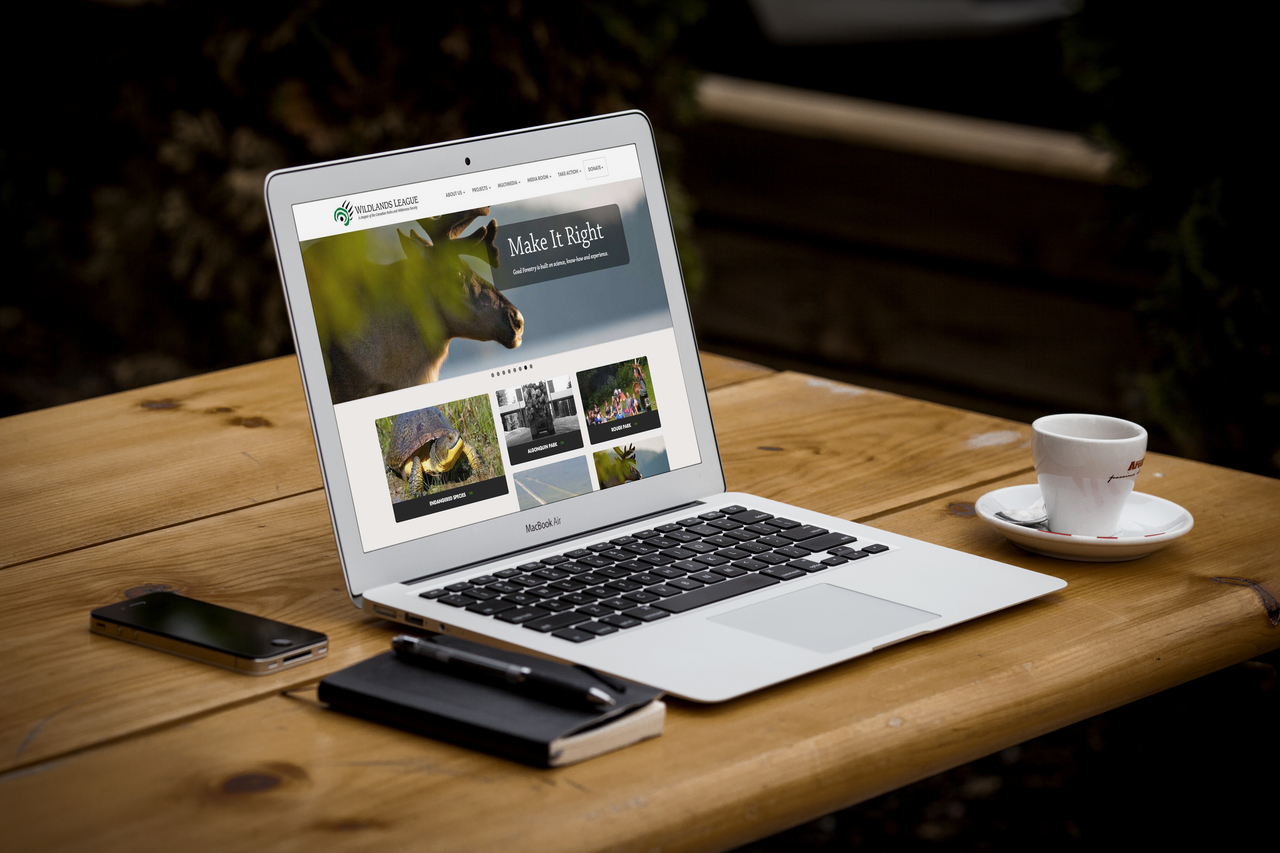 WILDLANDS LEAGUE
A chapter of the Canadian Parks and Wilderness Society
ABOUT US
PROJECTS
MULTIMEDIA
MEDIA ROOM
TAKE ACTION
DONATE
Make It Right
Good Forestry is built on science, know-how and experience.
ENDANGERED SPECIES
ALGONQUIN PARK
ROUGE PARK
MacBook Air